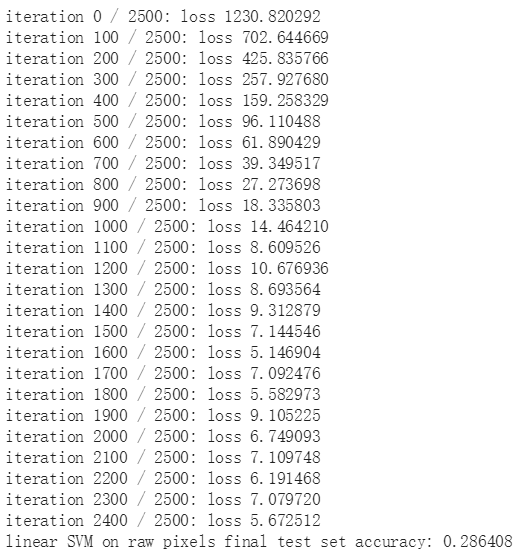 iteration 0 / 2500: loss 1230.820292
iteration 100 / 2500: loss 702.644669
iteration 200 / 2500: loss 425.835766
iteration 300 / 2500: loss 257.927680
iteration 400 / 2500: loss 159.258329
iteration 500 / 2500: loss 96.110488
iteration 600 / 2500: loss 61.890429
iteration 700 / 2500: loss 39.349517
iteration 800 / 2500: loss 27.273698
iteration 900 / 2500: loss 18.335803
iteration 1000 / 2500: loss 14.464210
iteration 1100 / 2500: loss 8.609526
iteration 1200 / 2500: loss 10.676936
iteration 1300 / 2500: loss 8.693564
iteration 1400 / 2500: loss 9.312879
iteration 1500 / 2500: loss 7.144546
iteration 1600 / 2500: loss 5.146904
iteration 1700 / 2500: loss 7.092476
iteration 1800 / 2500: loss 5.582973
iteration 1900 / 2500: loss 9.105225
iteration 2000 / 2500: loss 6.749093
iteration 2100 / 2500: loss 7.109748
iteration 2200 / 2500: loss 6.191468
iteration 2300 / 2500: loss 7.079720
iteration 2400 / 2500: loss 5.672512
linear SVM on raw pixels final test set accuracy: 0.286408